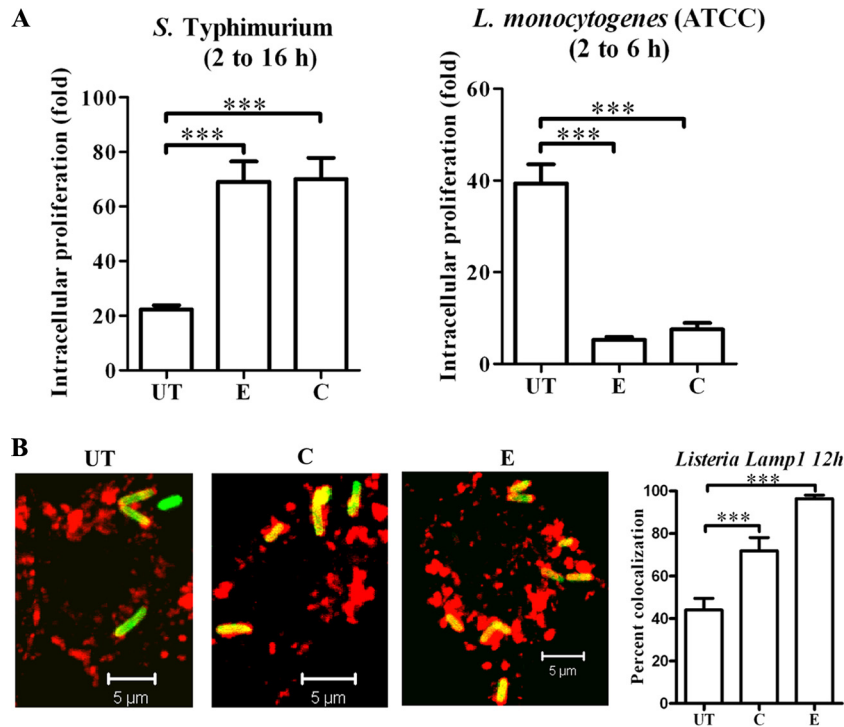 A
S. Typhimurium
(2 to 16 h)
Intracellular proliferation (fold)
100
80
60
40
20
0
***
***
UT
E
C
L. monocytogenes (ATCC)
(2 to 6 h)
Intracellular proliferation (fold)
60
40
20
0
***
***
UT
E
C
B
UT
5 µm
C
5 µm
E
5 µm
Listeria Lamp1 12h
Percent colocalization
100
80
60
40
20
0
***
***
UT
C
E